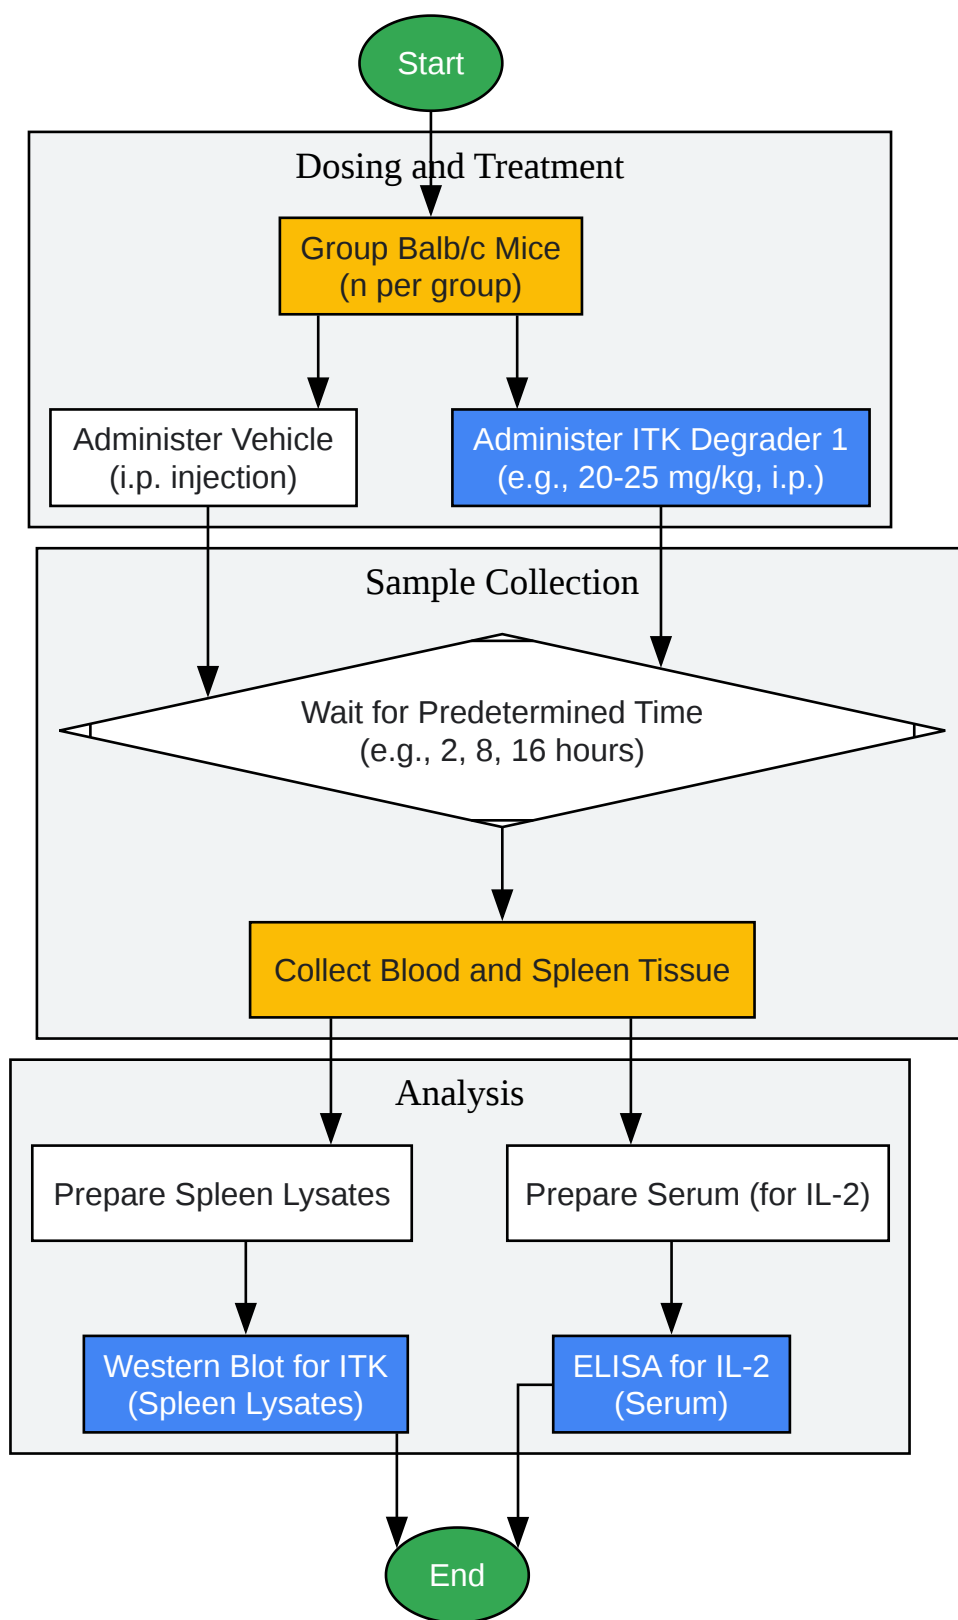 Start
Dosing and Treatment
Group Balb/c Mice
(n per group)
Administer Vehicle
(i.p. injection)
Administer ITK Degrader 1
(e.g., 20-25 mg/kg, i.p.)
Sample Collection
Wait for Predetermined Time
(e.g., 2, 8, 16 hours)
Collect Blood and Spleen Tissue
Analysis
Prepare Spleen Lysates
Prepare Serum (for IL-2)
Western Blot for ITK
(Spleen Lysates)
ELISA for IL-2
(Serum)
End